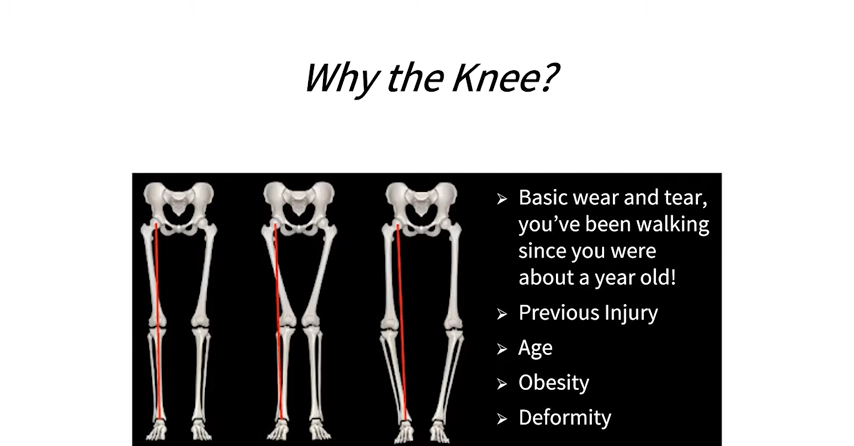 Why the Knee?
➢ Basic wear and tear,
you've been walking
since you were
about a year old!
➢ Previous Injury
➢ Age
➢ Obesity
➢ Deformity